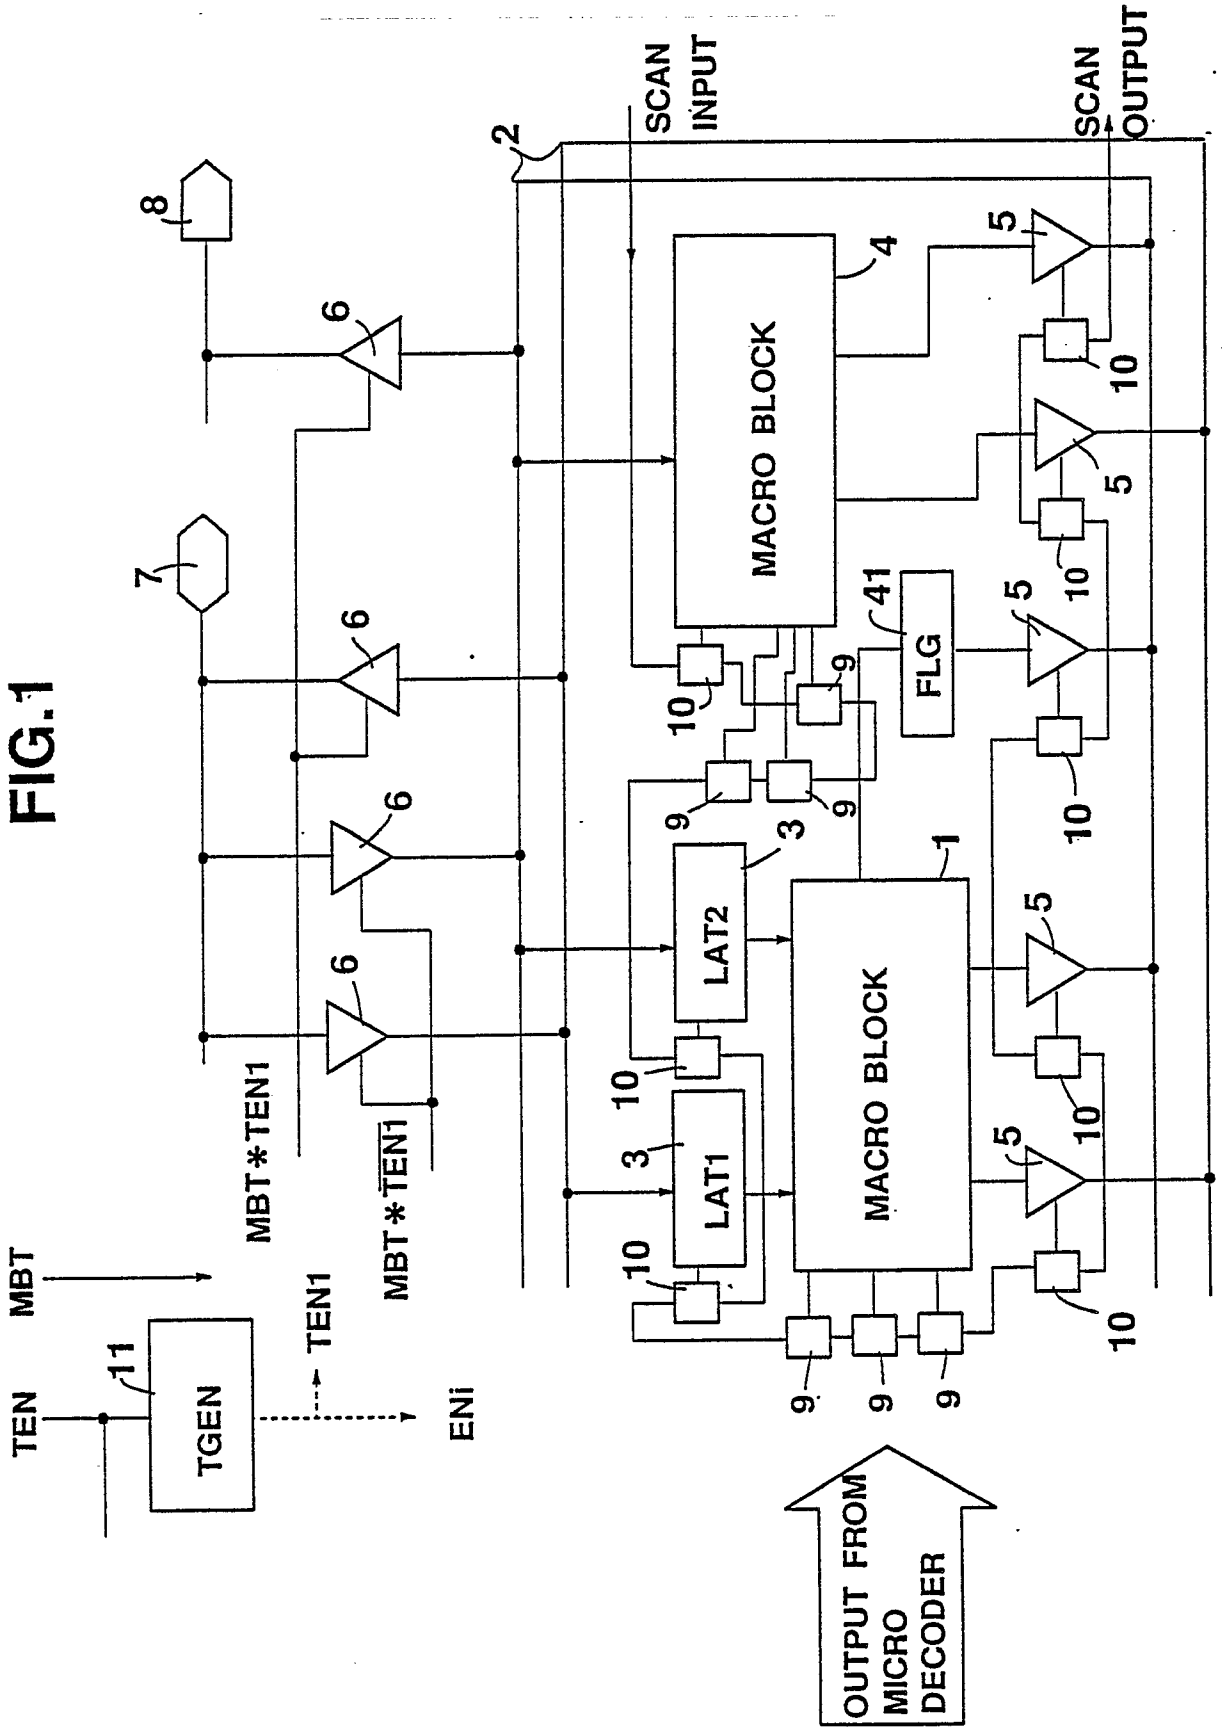 FIG.1
TEN
MBT
11
TGEN
TEN1
ENi
MBT*TEN1
MBT*T̅E̅N̅1̅
7
8
6
6
6
6
2
SCAN
INPUT
10
3
LAT1
10
3
LAT2
9
9
10
9
MACRO BLOCK
4
9
9
9
MACRO BLOCK
1
41
FLG
10
5
10
5
10
5
10
5
10
5
SCAN
OUTPUT
OUTPUT FROM
MICRO
DECODER